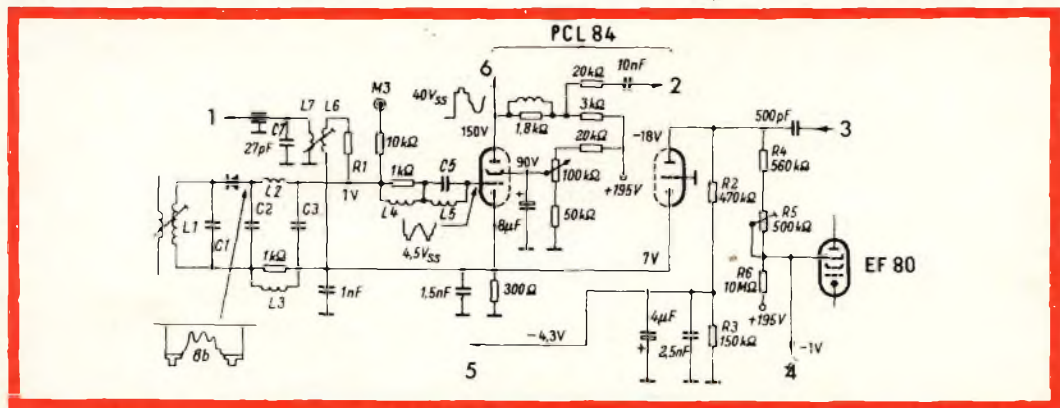 PCL 84
6
10nF
20kΩ
2
M3
40Vss
3kΩ
500pF
1
L7
L6
1,8kΩ
3
C7
150V
20kΩ
-18V
27pF
10kΩ
R4
R1
560kΩ
1kΩ
C5
90V
100kΩ
R2
L2
1V
+195V
470kΩ
L1
C2
C3
L4
L5
8µF
R5
500kΩ
C1
50kΩ
4,5Vss
7V
EF 80
1kΩ
R6
10MΩ
L3
1nF
1,5nF
300Ω
+195V
4µF
R3
8b
-4,3V
2,5nF
150kΩ
-1V
5
4